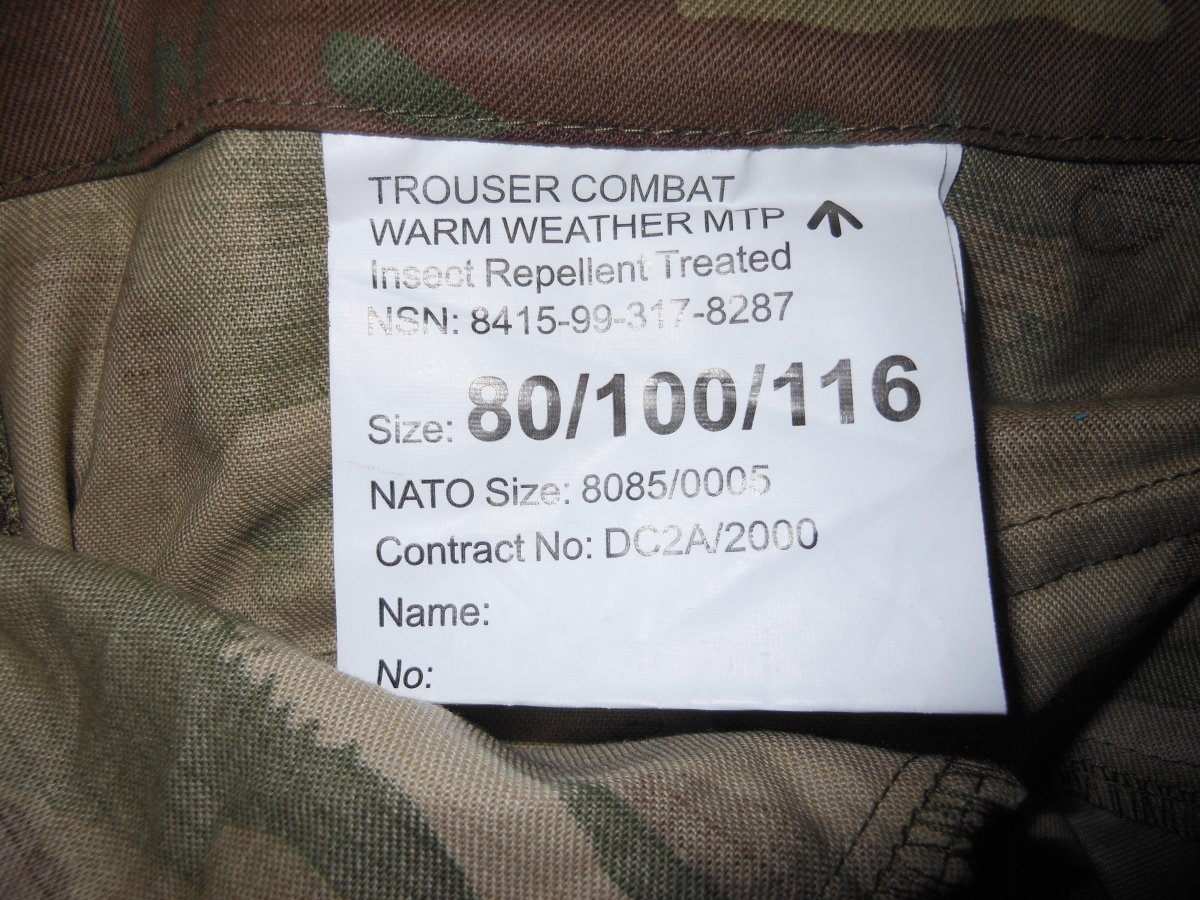 TROUSER COMBAT
WARM WEATHER MTP
Insect Repellent Treated
NSN: 8415-99-317-8287
Size: 80/100/116
NATO Size: 8085/0005
Contract No: DC2A/2000
Name:
No: